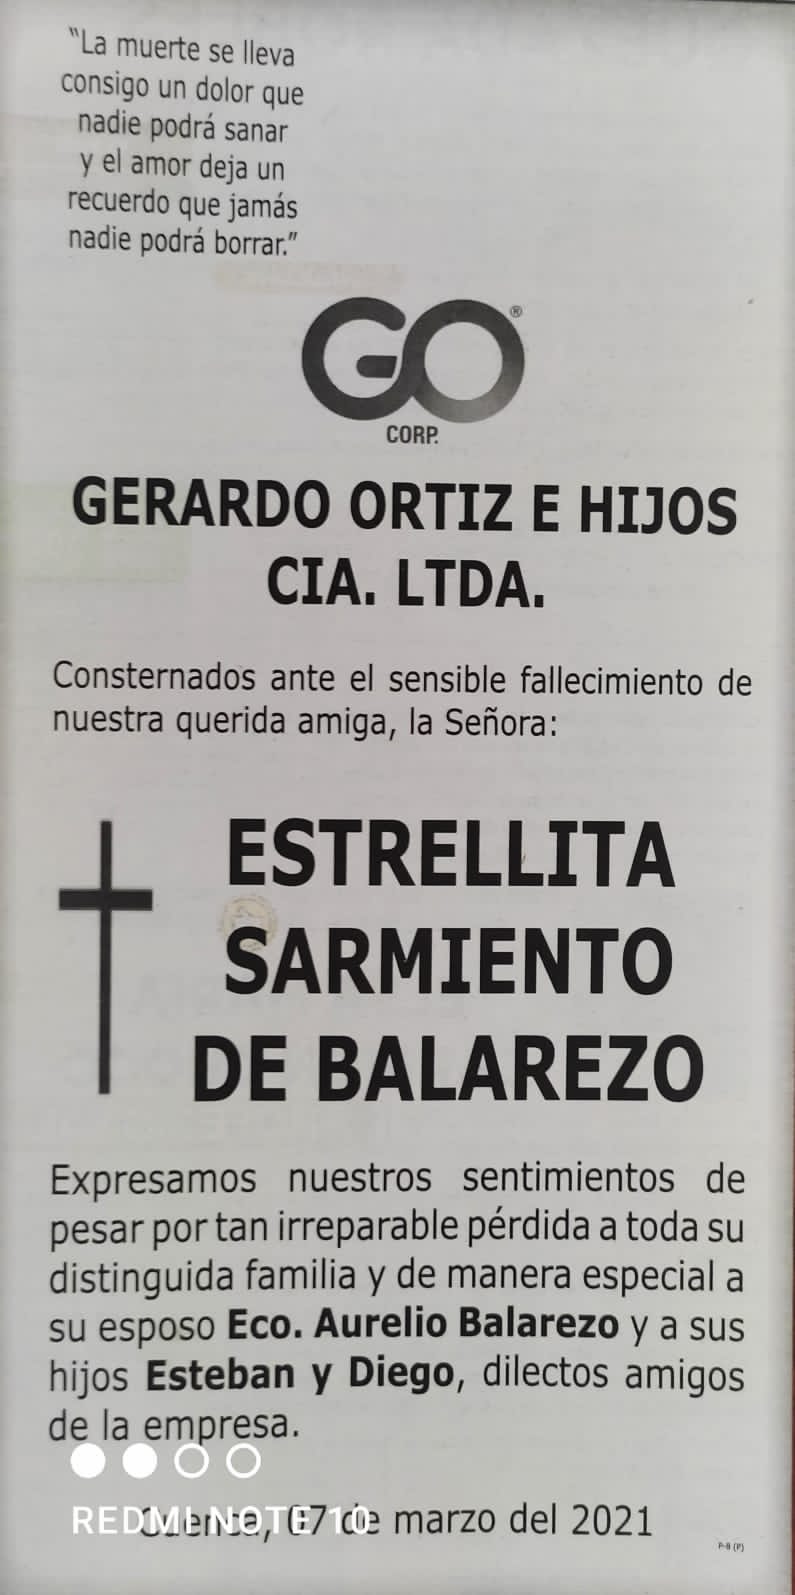 “La muerte se lleva
consigo un dolor que
nadie podrá sanar
y el amor deja un
recuerdo que jamás
nadie podrá borrar.”
GO®
CORP.
GERARDO ORTIZ E HIJOS
CIA. LTDA.
Consternados ante el sensible fallecimiento de
nuestra querida amiga, la Señora:
ESTRELLITA
SARMIENTO
DE BALAREZO
Expresamos nuestros sentimientos de
pesar por tan irreparable pérdida a toda su
distinguida familia y de manera especial a
su esposo Eco. Aurelio Balarezo y a sus
hijos Esteban y Diego, dilectos amigos
de la empresa.
Cuenca, 07 de marzo del 2021
REDMI NOTE 10
P-8 (P)